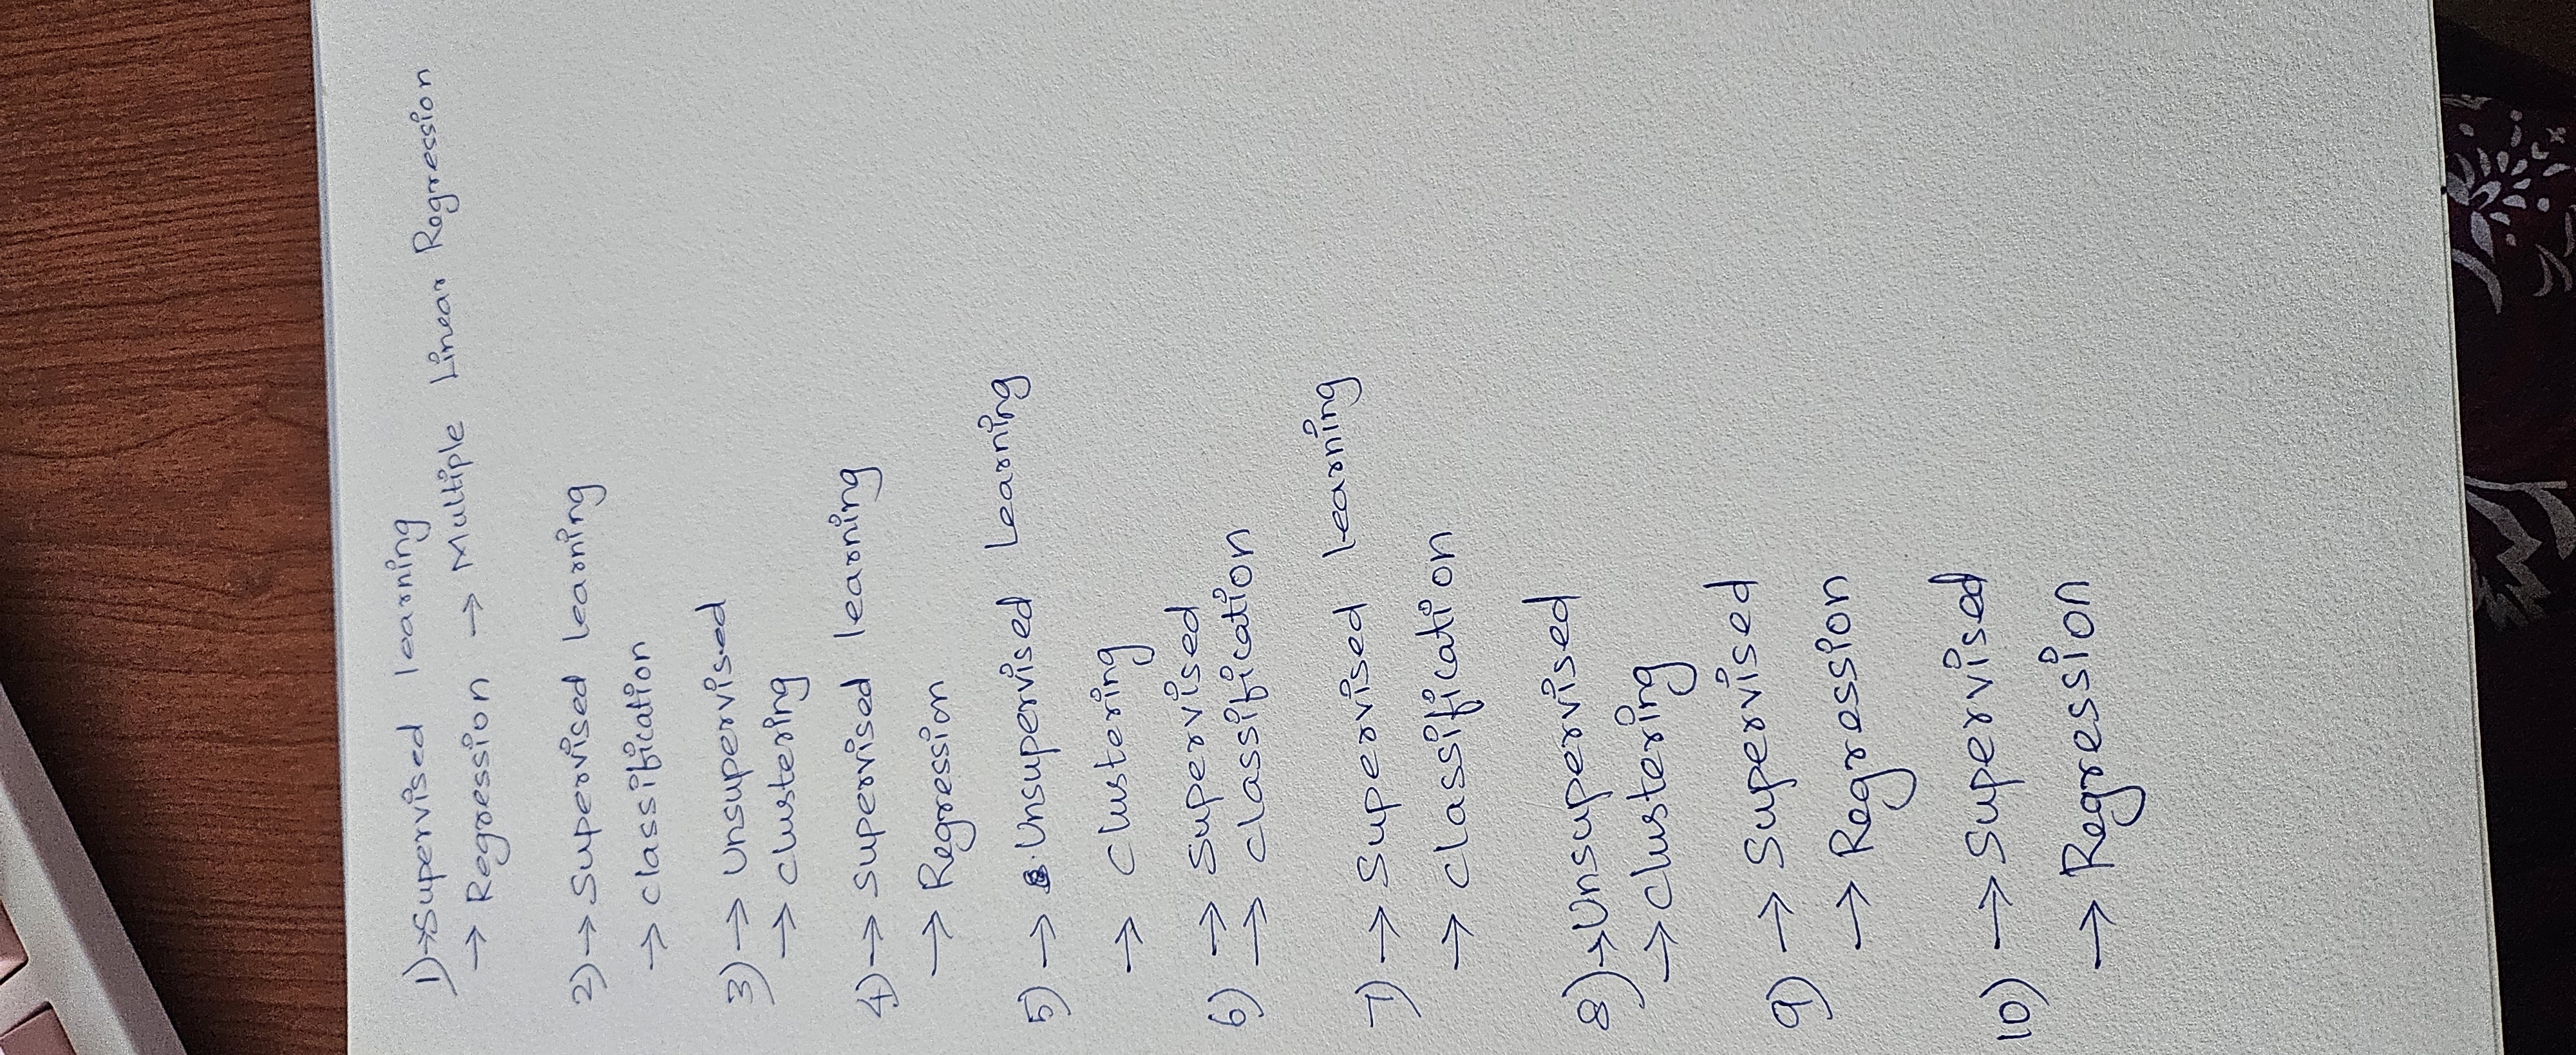 1)→Supervised learning
→ Regression → Multiple Linear Regression
2)→ Supervised learning
→ classification
3)→ Unsupervised
→ clustering
4)→ supervised learning
→ Regression
5) → Unsupervised Learning
→ Clustering
6) → Supervised
→ classification
7) → Supervised learning
→ classification
8)→Unsupervised
→ clustering
9) → Supervised
→ Regression
10) → Supervised
→ Regression